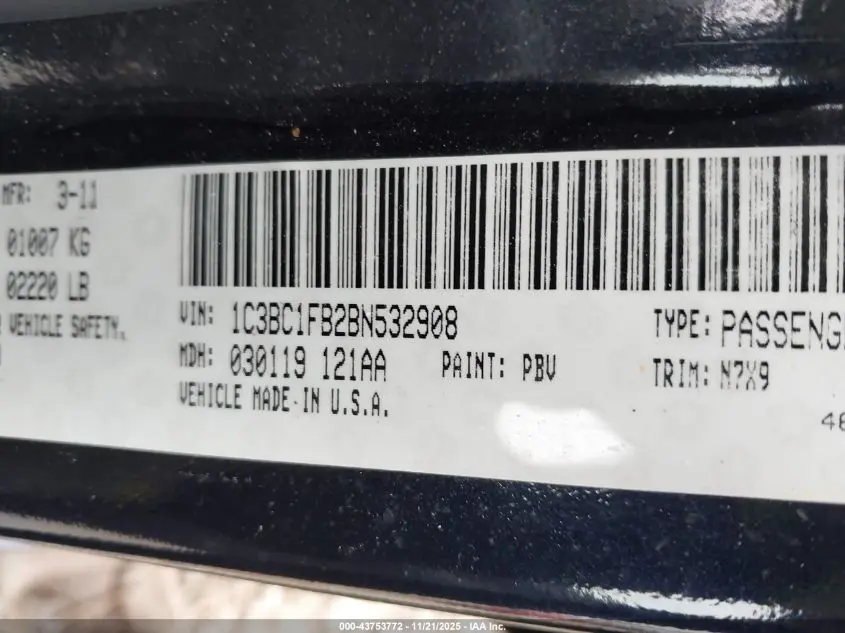 MFR: 3-11
01007 KG
02220 LB
VEHICLE SAFETY.
VIN: 1C3BC1FB2BN532908
MDH: 030119 121AA
PAINT: PBV
VEHICLE MADE IN U.S.A.
TYPE: PASSENG
TRIM: N7X9
000-43753772 — 11/21/2025 — IAA Inc.